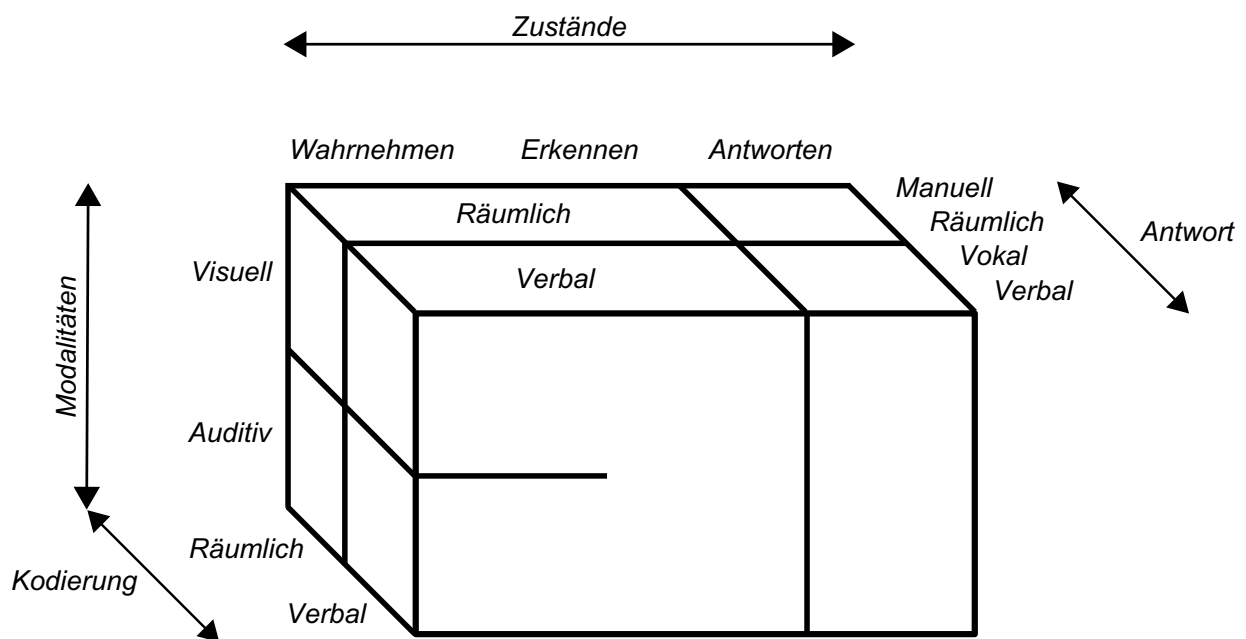 Zustände
Wahrnehmen Erkennen Antworten
Manuell
Räumlich
Räumlich
Vokal
Antwort
Visuell
Verbal
Verbal
Modalitäten
Auditiv
Räumlich
Kodierung
Verbal